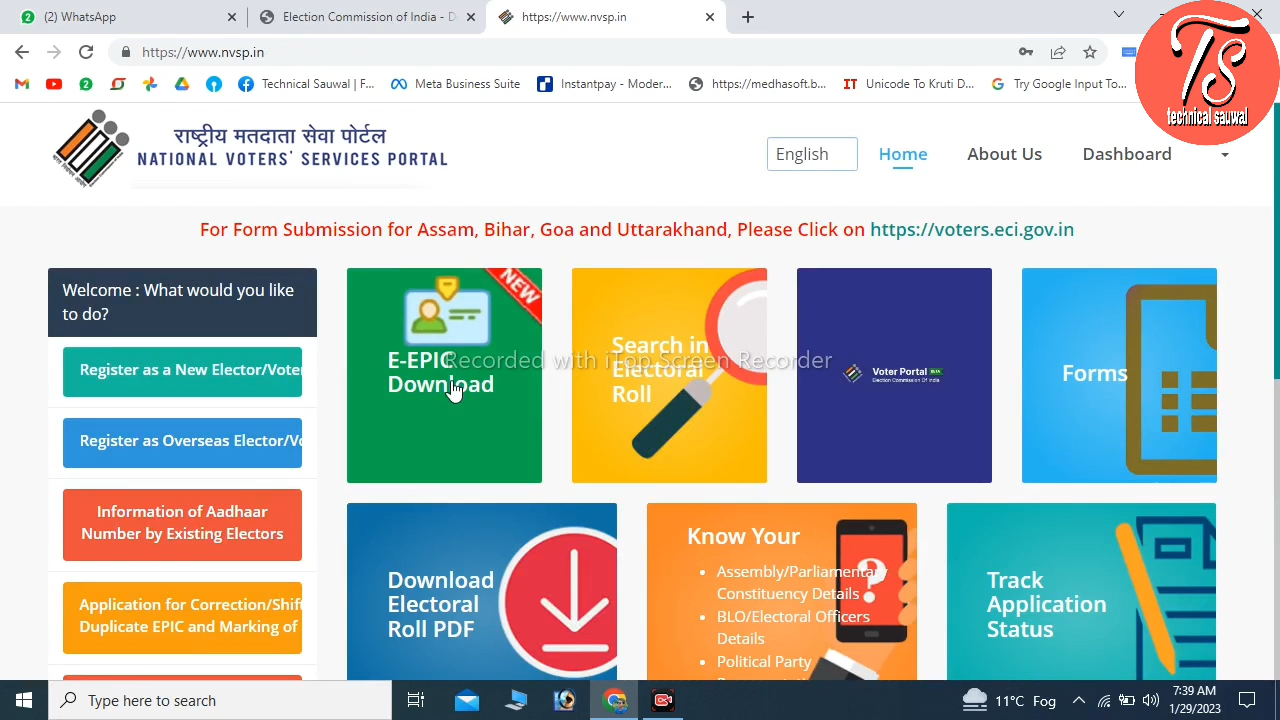 (2) WhatsApp
Election Commission of India - D
https://www.nvsp.in
https://www.nvsp.in
Technical Sauwal | F...
Meta Business Suite
Instantpay - Moder...
https://medhasoft.b...
IT Unicode To Kruti D...
Try Google Input To...
TS
technical sauwal
राष्ट्रीय मतदाता सेवा पोर्टल
NATIONAL VOTERS' SERVICES PORTAL
English
Home
About Us
Dashboard
For Form Submission for Assam, Bihar, Goa and Uttarakhand, Please Click on https://voters.eci.gov.in
Welcome : What would you like
to do?
Register as a New Elector/Voter
Register as Overseas Elector/Vo
Information of Aadhaar
Number by Existing Electors
Application for Correction/Shift
Duplicate EPIC and Marking of
NEW
E-EPIC
Download
Search in
Electoral
Roll
Recorded with iTop Screen Recorder
Voter Portal BETA
Election Commission Of India
Forms
Download
Electoral
Roll PDF
Know Your
Assembly/Parliamentary
Constituency Details
BLO/Electoral Officers
Details
Political Party
Track
Application
Status
Type here to search
11°C Fog
7:39 AM
1/29/2023